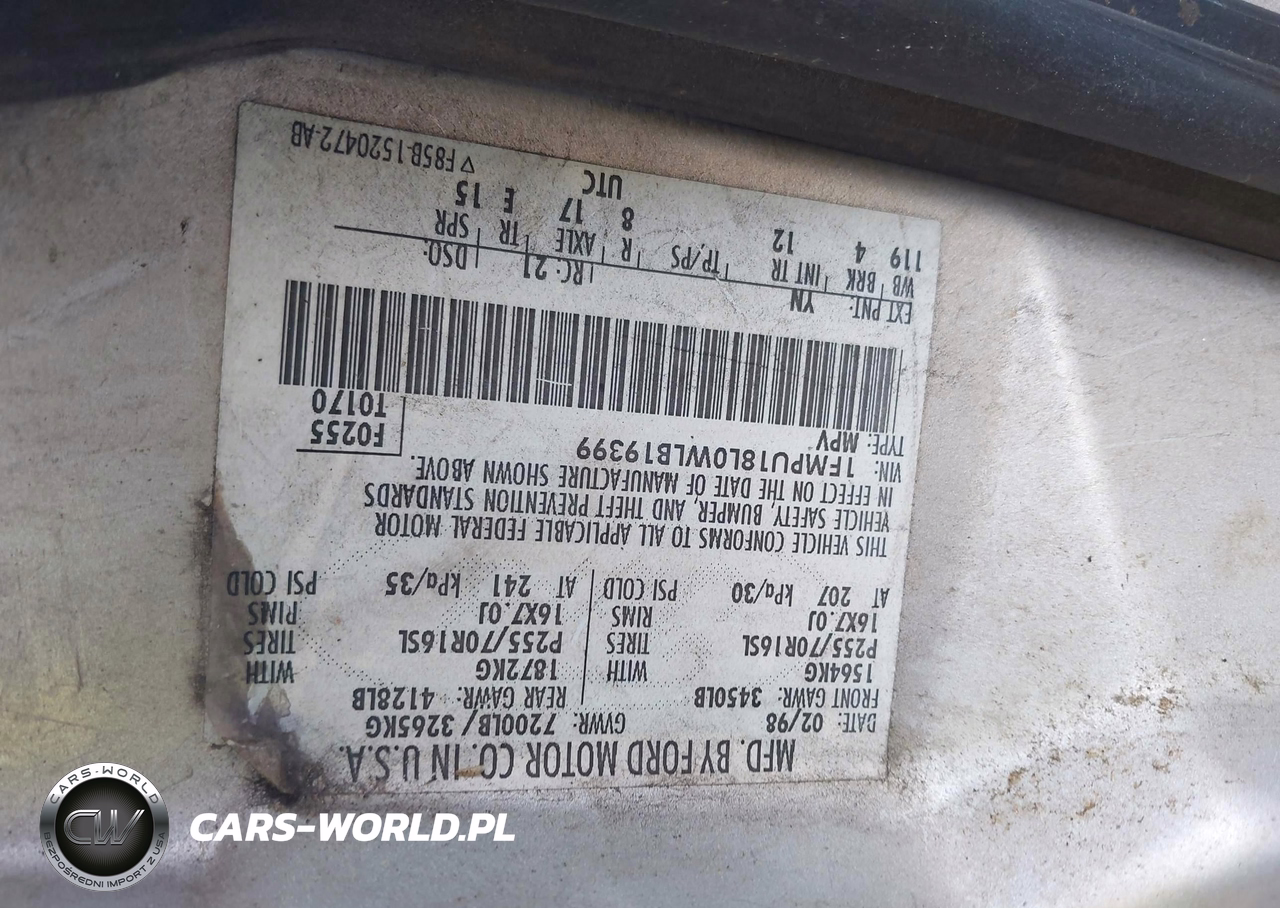 MFD. BY FORD MOTOR CO. IN U.S.A.
DATE: 02/98 GVWR: 7200LB / 3265KG
FRONT GAWR: 3450LB REAR GAWR: 4128LB
1564KG WITH 1872KG WITH
P255/70R16SL TIRES P255/70R16SL TIRES
16X7.0J RIMS 16X7.0J RIMS
AT 207 kPa/30 PSI COLD AT 241 kPa/35 PSI COLD
THIS VEHICLE CONFORMS TO ALL APPLICABLE FEDERAL MOTOR
VEHICLE SAFETY, BUMPER, AND THEFT PREVENTION STANDARDS
IN EFFECT ON THE DATE OF MANUFACTURE SHOWN ABOVE.
VIN: 1FMPU18L0WLB19399
TYPE: MPV
F0255
T0170
EXT PNT: YN RC: 21 DSO:
WB BRK INT TR TP/PS R AXLE TR SPR
119 4 12 8 17 E 15
UTC
▽ F85B-1520472-AB
CARS-WORLD
CW
BEZPOŚREDNI IMPORT Z USA
CARS-WORLD.PL